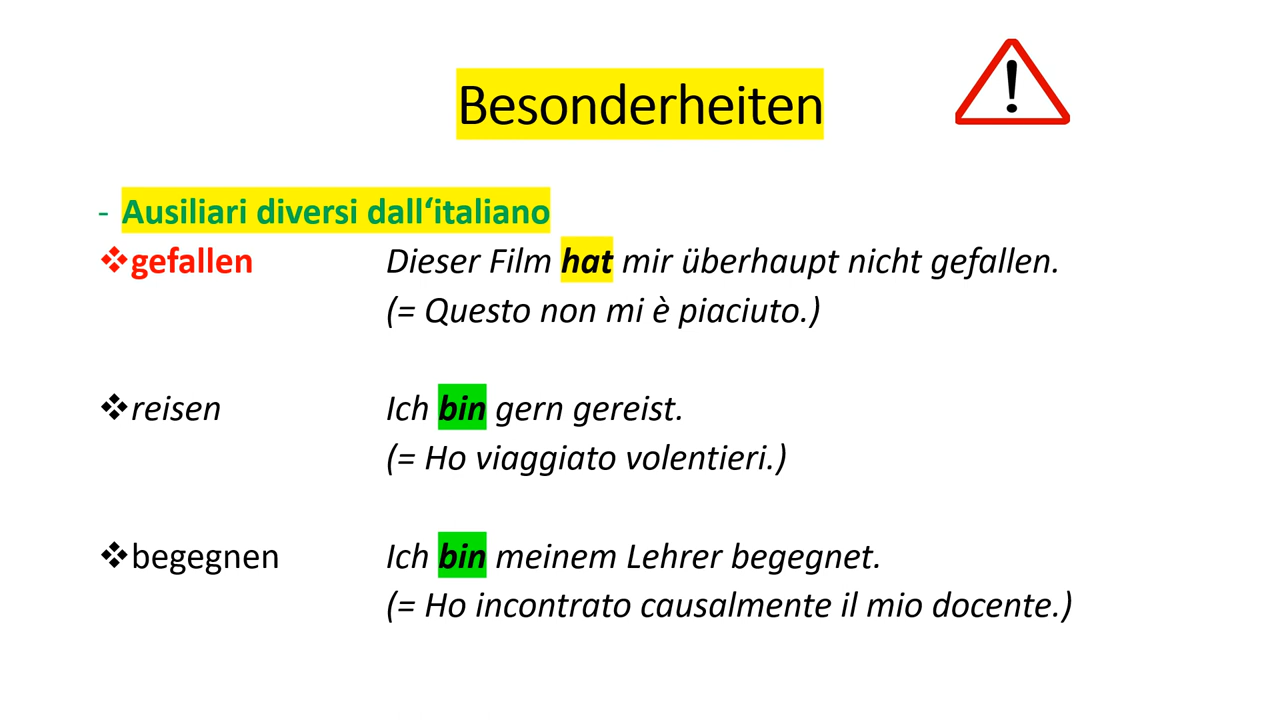 Besonderheiten
- Ausiliari diversi dall‘italiano
❖gefallen Dieser Film hat mir überhaupt nicht gefallen.
(= Questo non mi è piaciuto.)
❖reisen Ich bin gern gereist.
(= Ho viaggiato volentieri.)
❖begegnen Ich bin meinem Lehrer begegnet.
(= Ho incontrato causalmente il mio docente.)